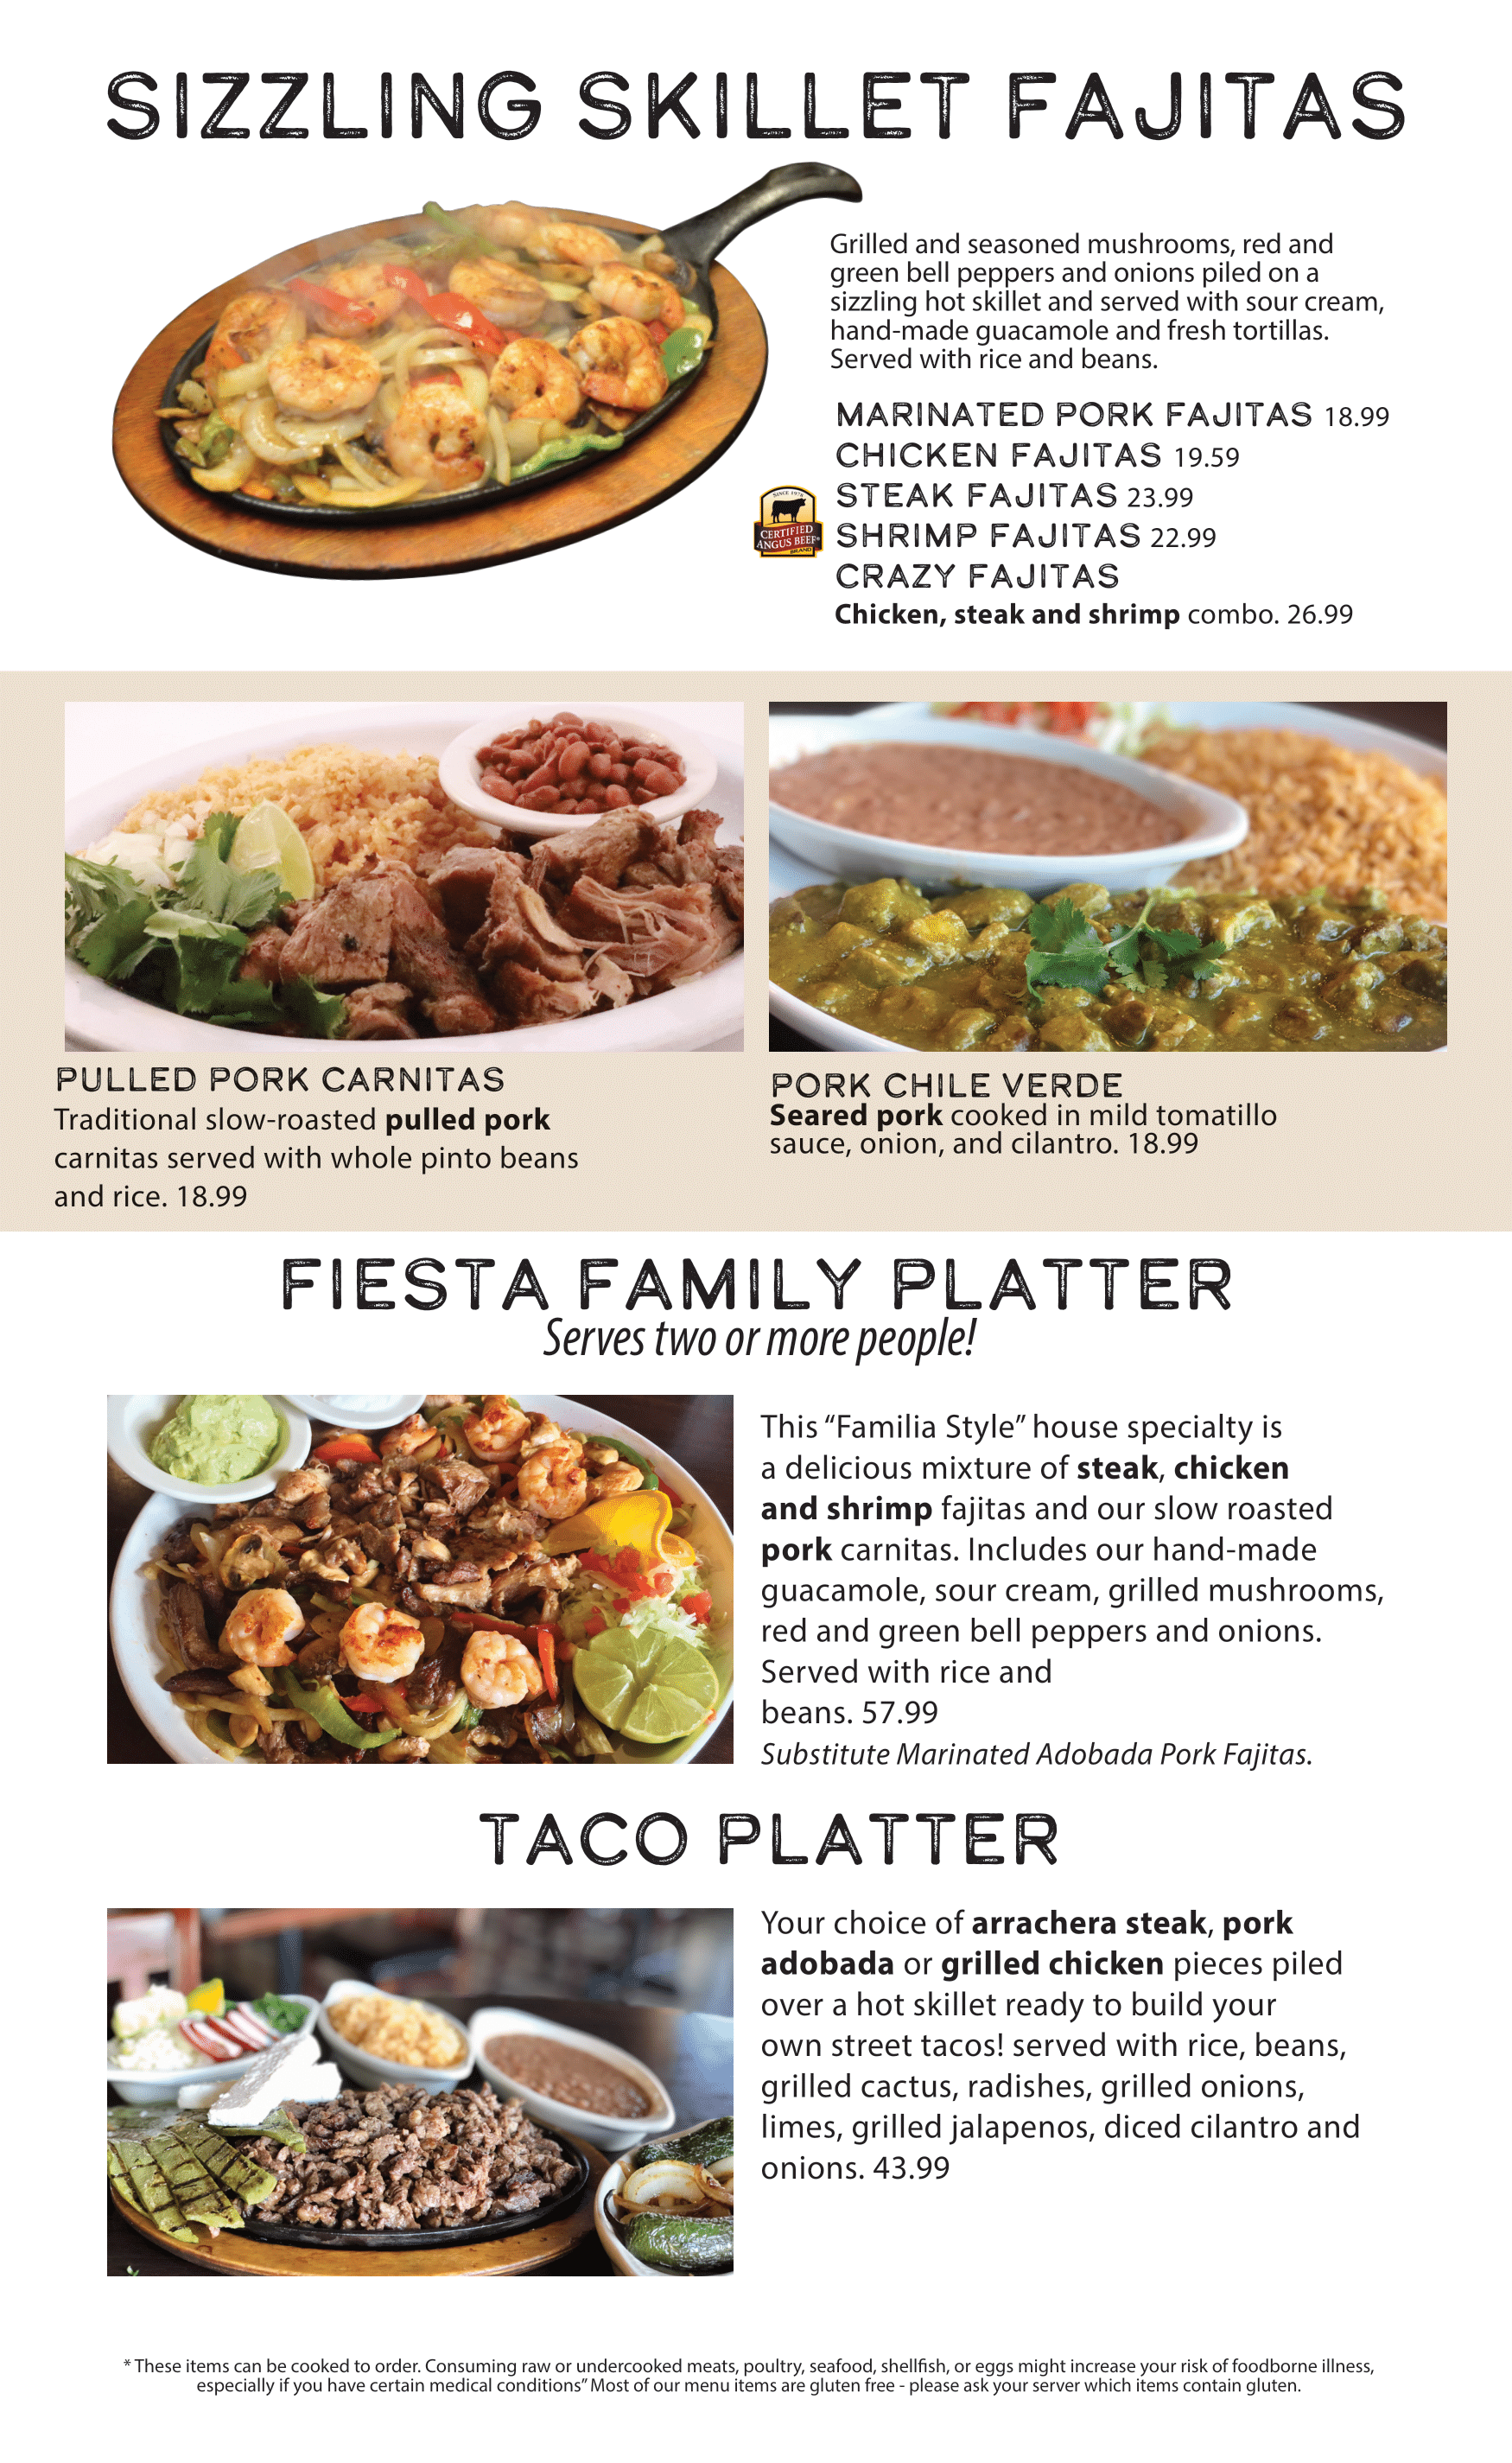 SIZZLING SKILLET FAJITAS
Grilled and seasoned mushrooms, red and
green bell peppers and onions piled on a
sizzling hot skillet and served with sour cream,
hand-made guacamole and fresh tortillas.
Served with rice and beans.
MARINATED PORK FAJITAS 18.99
CHICKEN FAJITAS 19.59
STEAK FAJITAS 23.99
SINCE 1978
CERTIFIED
ANGUS BEEF®
BRAND
SHRIMP FAJITAS 22.99
CRAZY FAJITAS
Chicken, steak and shrimp combo. 26.99
PULLED PORK CARNITAS
Traditional slow-roasted pulled pork
carnitas served with whole pinto beans
and rice. 18.99
PORK CHILE VERDE
Seared pork cooked in mild tomatillo
sauce, onion, and cilantro. 18.99
FIESTA FAMILY PLATTER
Serves two or more people!
This “Familia Style” house specialty is
a delicious mixture of steak, chicken
and shrimp fajitas and our slow roasted
pork carnitas. Includes our hand-made
guacamole, sour cream, grilled mushrooms,
red and green bell peppers and onions.
Served with rice and
beans. 57.99
Substitute Marinated Adobada Pork Fajitas.
TACO PLATTER
Your choice of arrachera steak, pork
adobada or grilled chicken pieces piled
over a hot skillet ready to build your
own street tacos! served with rice, beans,
grilled cactus, radishes, grilled onions,
limes, grilled jalapenos, diced cilantro and
onions. 43.99
* These items can be cooked to order. Consuming raw or undercooked meats, poultry, seafood, shellfish, or eggs might increase your risk of foodborne illness,
especially if you have certain medical conditions” Most of our menu items are gluten free - please ask your server which items contain gluten.